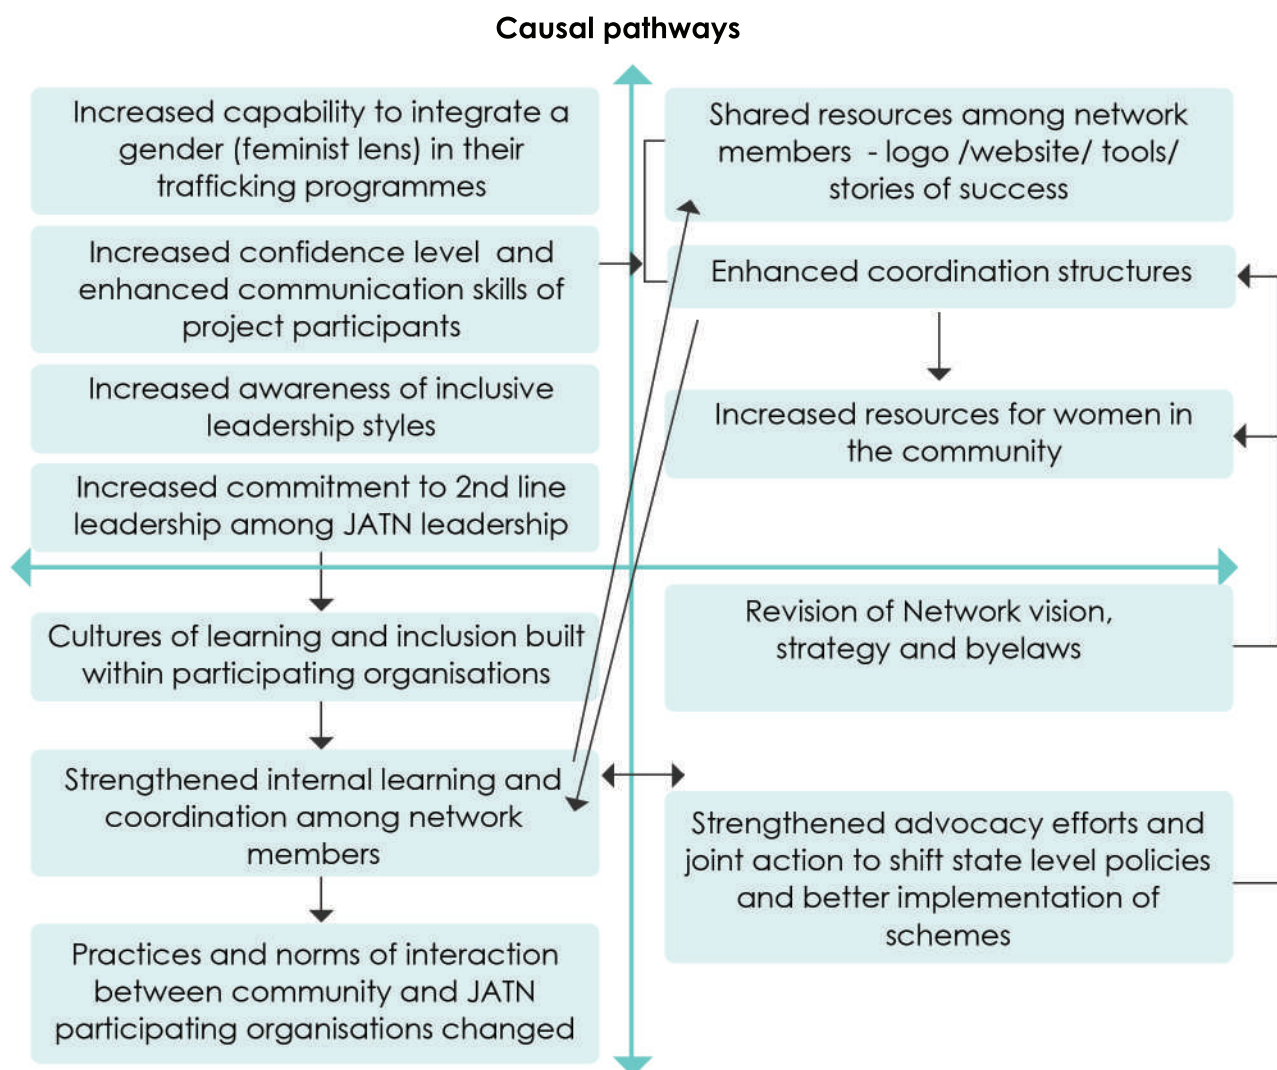 Causal pathways
Increased capability to integrate a
gender (feminist lens) in their
trafficking programmes
Increased confidence level and
enhanced communication skills of
project participants
Increased awareness of inclusive
leadership styles
Increased commitment to 2nd line
leadership among JATN leadership
Shared resources among network
members - logo /website/ tools/
stories of success
Enhanced coordination structures
Increased resources for women in
the community
Cultures of learning and inclusion built
within participating organisations
Strengthened internal learning and
coordination among network
members
Practices and norms of interaction
between community and JATN
participating organisations changed
Revision of Network vision,
strategy and byelaws
Strengthened advocacy efforts and
joint action to shift state level policies
and better implementation of
schemes